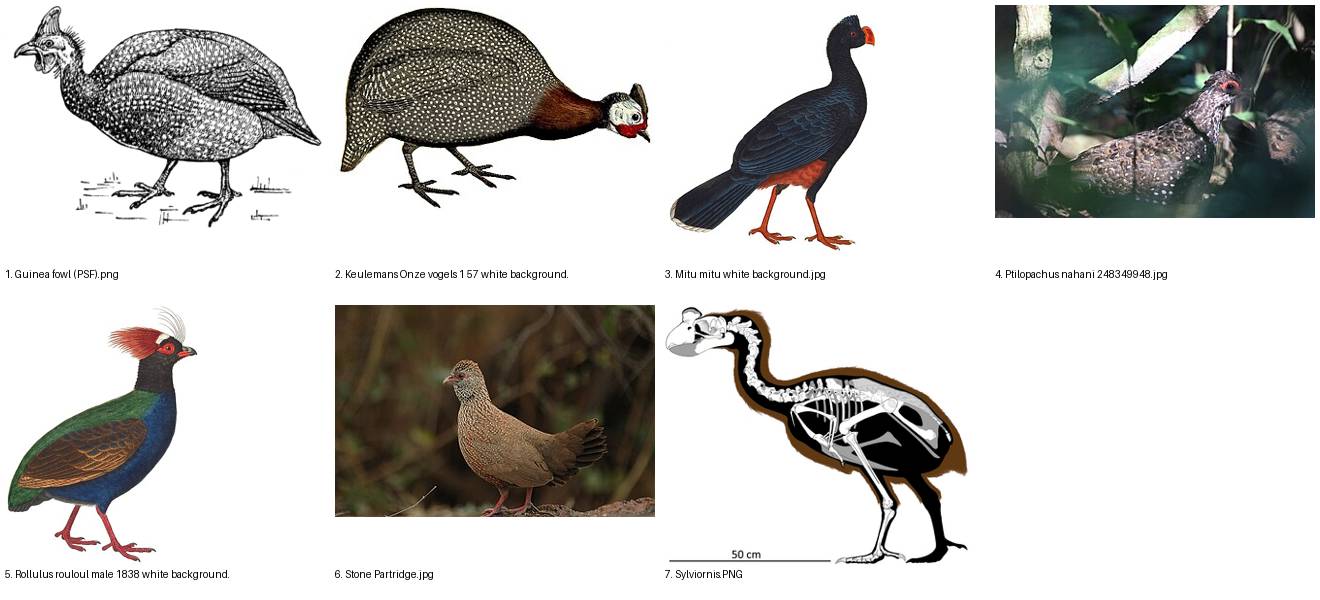 1. Guinea fowl (PSF).png
2. Keulemans Onze vogels 1 57 white background.
3. Mitu mitu white background.jpg
4. Ptilopachus nahani 248349948.jpg
5. Rollulus rouloul male 1838 white background.
6. Stone Partridge.jpg
50 cm
7. Sylviornis.PNG